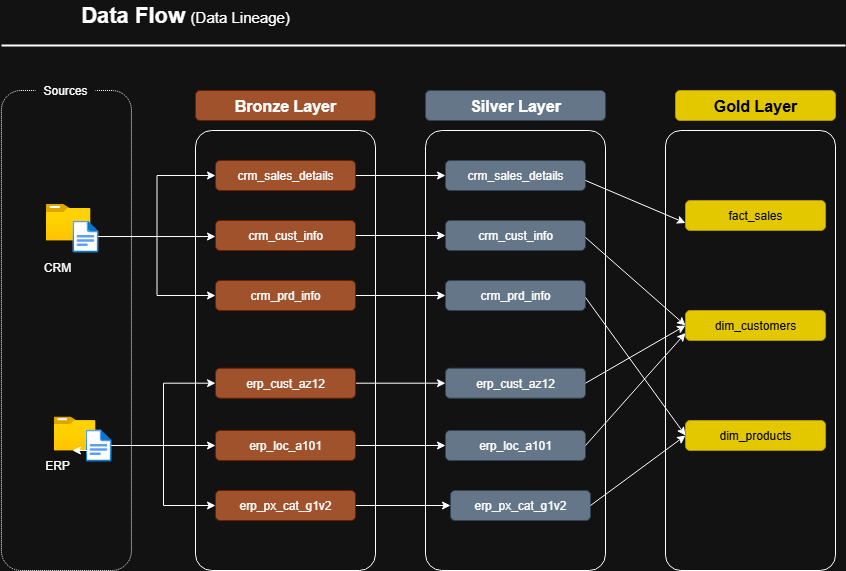 Data Flow (Data Lineage)
Sources
Bronze Layer
Silver Layer
Gold Layer
crm_sales_details
crm_sales_details
fact_sales
crm_cust_info
crm_cust_info
CRM
crm_prd_info
crm_prd_info
dim_customers
erp_cust_az12
erp_cust_az12
dim_products
erp_loc_a101
erp_loc_a101
ERP
erp_px_cat_g1v2
erp_px_cat_g1v2